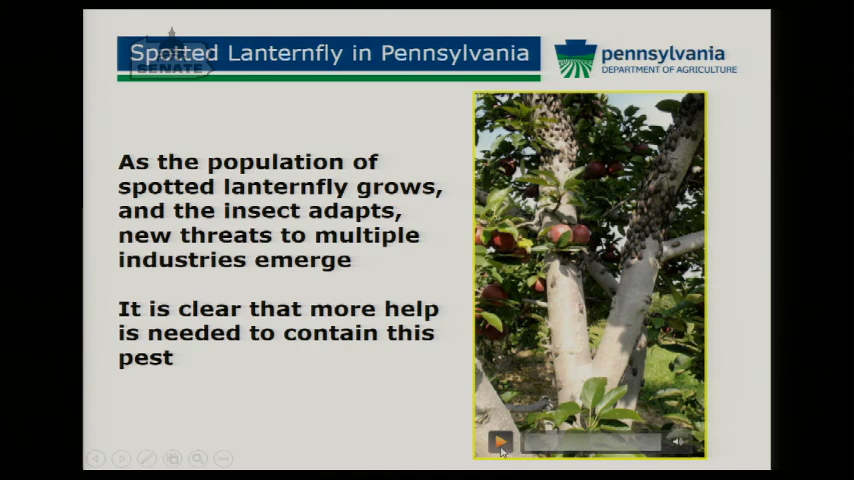 Spotted Lanternfly in Pennsylvania
SENATE
pennsylvania
DEPARTMENT OF AGRICULTURE
As the population of
spotted lanternfly grows,
and the insect adapts,
new threats to multiple
industries emerge
It is clear that more help
is needed to contain this
pest